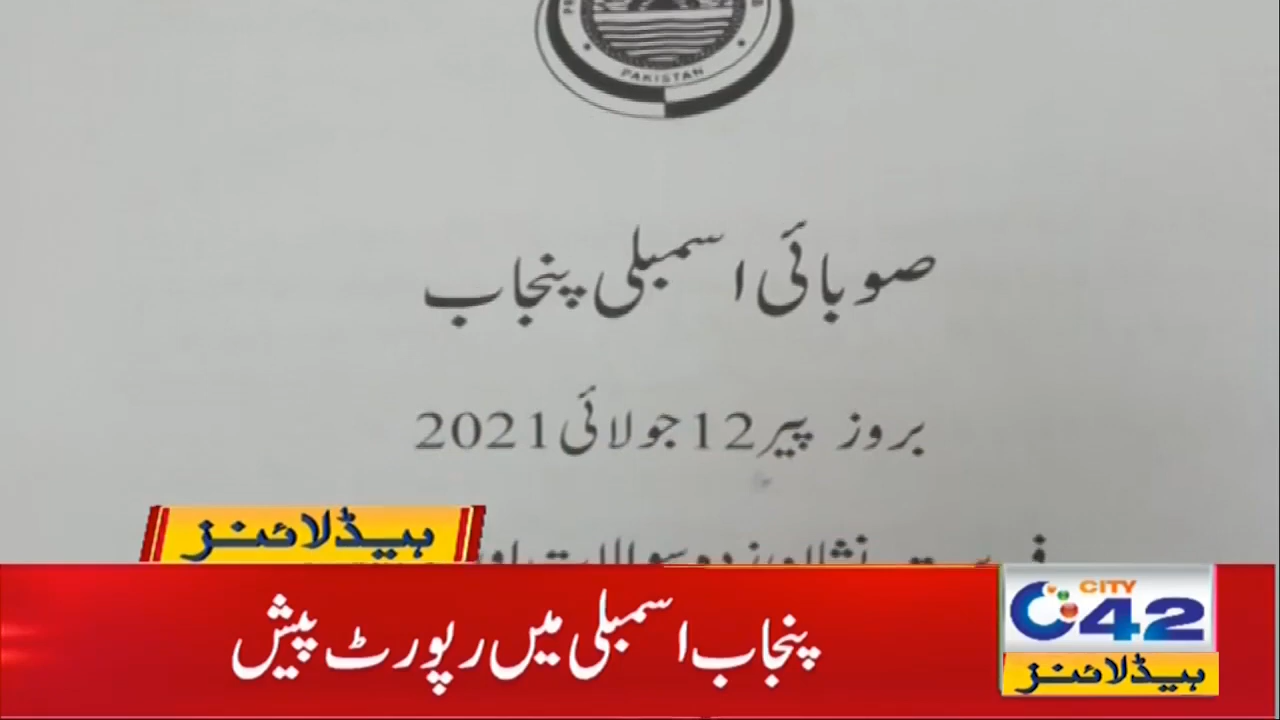 PAKISTAN
صوبائی اسمبلی پنجاب
بروز پیر 12 جولائی 2021
ہیڈلائنز
پنجاب اسمبلی میں رپورٹ پیش
CITY
42
ہیڈلائنز